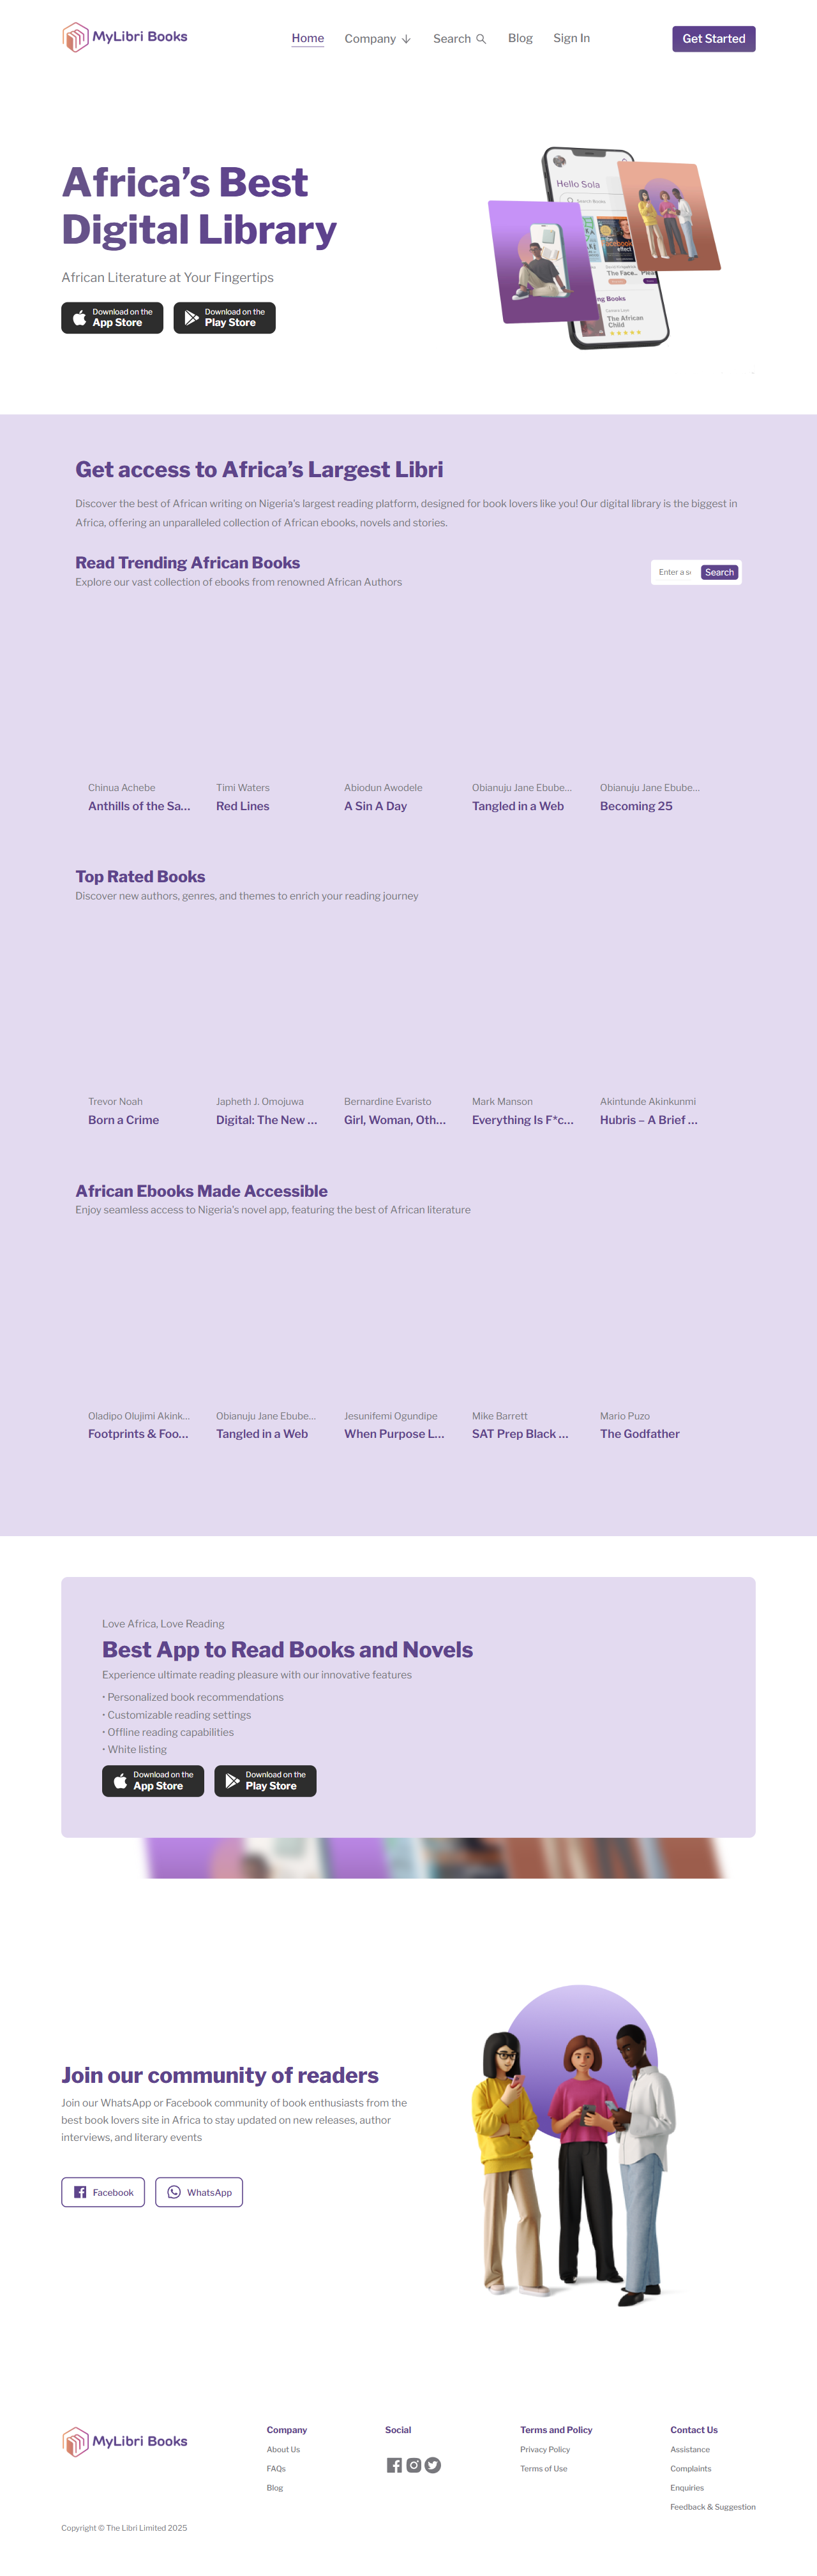 MyLibri Books
Home
Company
Search
Blog
Sign In
Get Started
Africa’s Best
Digital Library
African Literature at Your Fingertips
Download on the
App Store
Download on the
Play Store
Hello Sola
Search Books
The Face...
ng Books
Camara Laye
The African
Child
Get access to Africa’s Largest Libri
Discover the best of African writing on Nigeria's largest reading platform, designed for book lovers like you! Our digital library is the biggest in
Africa, offering an unparalleled collection of African ebooks, novels and stories.
Read Trending African Books
Explore our vast collection of ebooks from renowned African Authors
Enter a se
Search
Chinua Achebe
Anthills of the Sa...
Timi Waters
Red Lines
Abiodun Awodele
A Sin A Day
Obianuju Jane Ebube...
Tangled in a Web
Obianuju Jane Ebube...
Becoming 25
Top Rated Books
Discover new authors, genres, and themes to enrich your reading journey
Trevor Noah
Born a Crime
Japheth J. Omojuwa
Digital: The New ...
Bernardine Evaristo
Girl, Woman, Oth...
Mark Manson
Everything Is F*c...
Akintunde Akinkunmi
Hubris – A Brief ...
African Ebooks Made Accessible
Enjoy seamless access to Nigeria's novel app, featuring the best of African literature
Oladipo Olujimi Akink...
Footprints & Foo...
Obianuju Jane Ebube...
Tangled in a Web
Jesunifemi Ogundipe
When Purpose L...
Mike Barrett
SAT Prep Black ...
Mario Puzo
The Godfather
Love Africa, Love Reading
Best App to Read Books and Novels
Experience ultimate reading pleasure with our innovative features
• Personalized book recommendations
• Customizable reading settings
• Offline reading capabilities
• White listing
Download on the
App Store
Download on the
Play Store
Join our community of readers
Join our WhatsApp or Facebook community of book enthusiasts from the
best book lovers site in Africa to stay updated on new releases, author
interviews, and literary events
Facebook
WhatsApp
MyLibri Books
Company
About Us
FAQs
Blog
Social
Terms and Policy
Privacy Policy
Terms of Use
Contact Us
Assistance
Complaints
Enquiries
Feedback & Suggestion
Copyright © The Libri Limited 2025